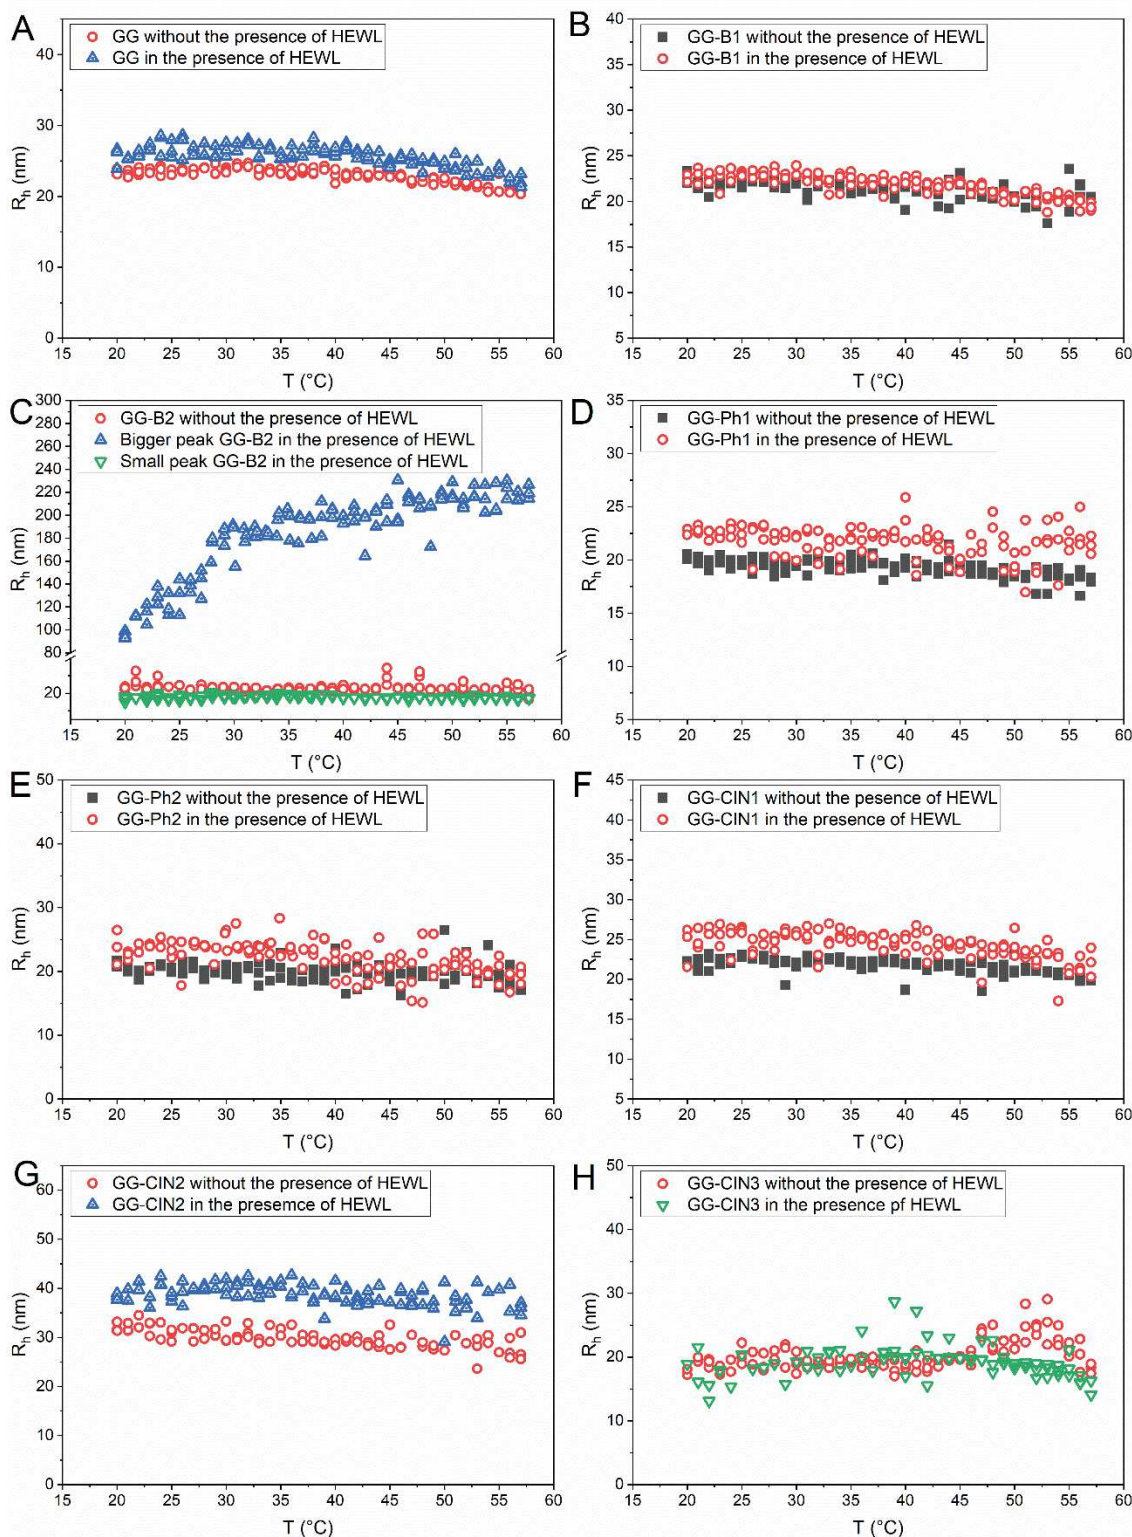 A
GG without the presence of HEWL
GG in the presence of HEWL
40
30
20
10
0
R_h (nm)
15 20 25 30 35 40 45 50 55 60
T (°C)
B
GG-B1 without the presence of HEWL
GG-B1 in the presence of HEWL
40
35
30
25
20
15
10
5
R_h (nm)
15 20 25 30 35 40 45 50 55 60
T (°C)
C
GG-B2 without the presence of HEWL
Bigger peak GG-B2 in the presence of HEWL
Small peak GG-B2 in the presence of HEWL
300
280
260
240
220
200
180
160
140
120
100
80
20
R_h (nm)
15 20 25 30 35 40 45 50 55 60
T (°C)
D
GG-Ph1 without the presence of HEWL
GG-Ph1 in the presence of HEWL
35
30
25
20
15
10
5
R_h (nm)
15 20 25 30 35 40 45 50 55 60
T (°C)
E
GG-Ph2 without the presence of HEWL
GG-Ph2 in the presence of HEWL
50
40
30
20
10
0
R_h (nm)
15 20 25 30 35 40 45 50 55 60
T (°C)
F
GG-CIN1 without the pesence of HEWL
GG-CIN1 in the presence of HEWL
45
40
35
30
25
20
15
10
5
R_h (nm)
15 20 25 30 35 40 45 50 55 60
T (°C)
G
GG-CIN2 without the presence of HEWL
GG-CIN2 in the presemce of HEWL
60
50
40
30
20
10
0
R_h (nm)
15 20 25 30 35 40 45 50 55 60
T (°C)
H
GG-CIN3 without the presence of HEWL
GG-CIN3 in the presence pf HEWL
50
40
30
20
10
0
R_h (nm)
15 20 25 30 35 40 45 50 55 60
T (°C)